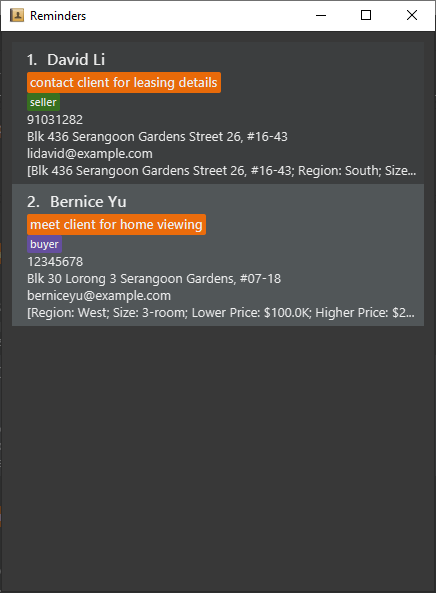 Reminders
1. David Li
contact client for leasing details
seller
91031282
Blk 436 Serangoon Gardens Street 26, #16-43
lidavid@example.com
[Blk 436 Serangoon Gardens Street 26, #16-43; Region: South; Size...
2. Bernice Yu
meet client for home viewing
buyer
12345678
Blk 30 Lorong 3 Serangoon Gardens, #07-18
berniceyu@example.com
[Region: West; Size: 3-room; Lower Price: $100.0K; Higher Price: $2...